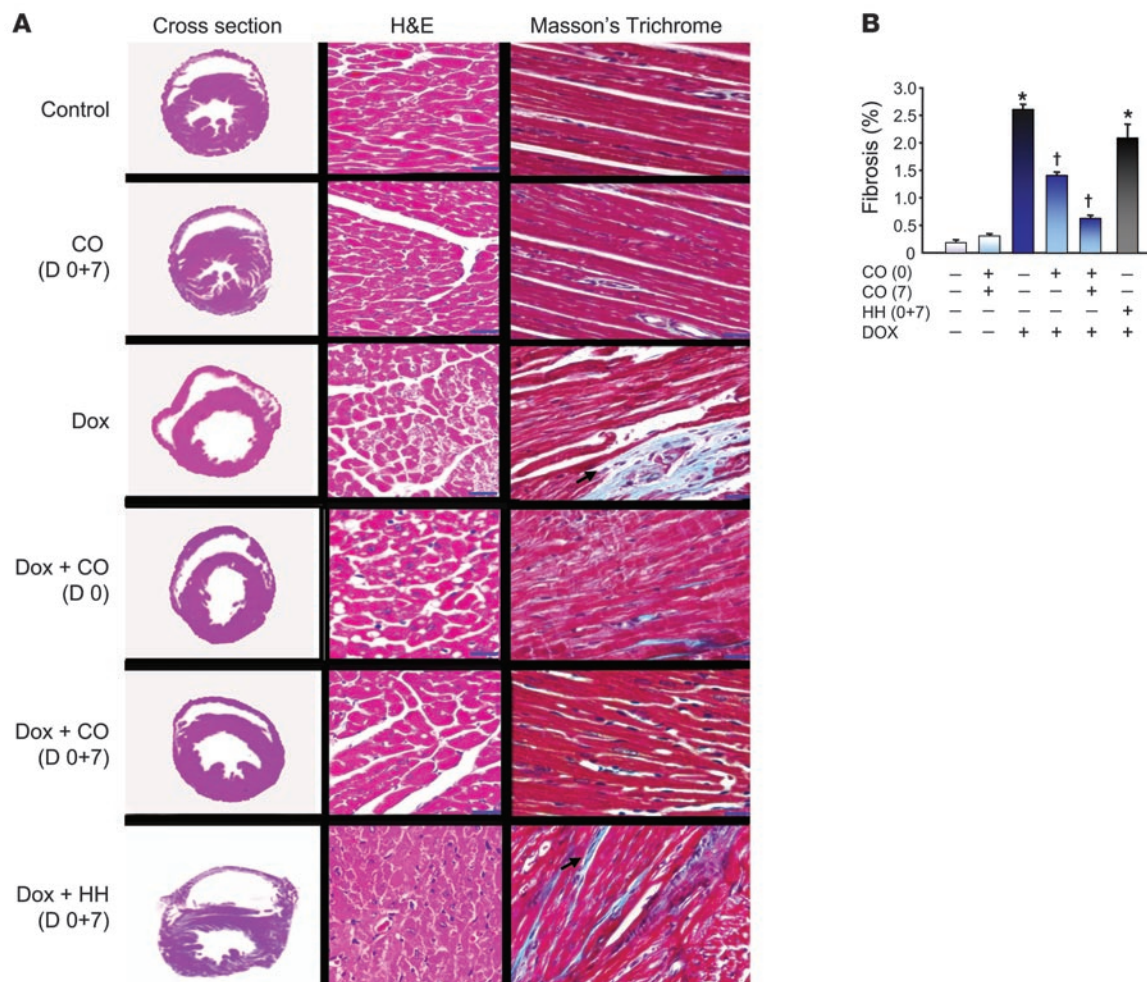 A
Cross section H&E Masson's Trichrome
Control
CO
(D 0+7)
Dox
Dox + CO
(D 0)
Dox + CO
(D 0+7)
Dox + HH
(D 0+7)
B
Fibrosis (%)
3.0
2.5
2.0
1.5
1.0
0.5
0
* † † *
CO (0) – + – + + –
CO (7) – + – – + –
HH (0+7) – – – – – +
DOX – – + + + +